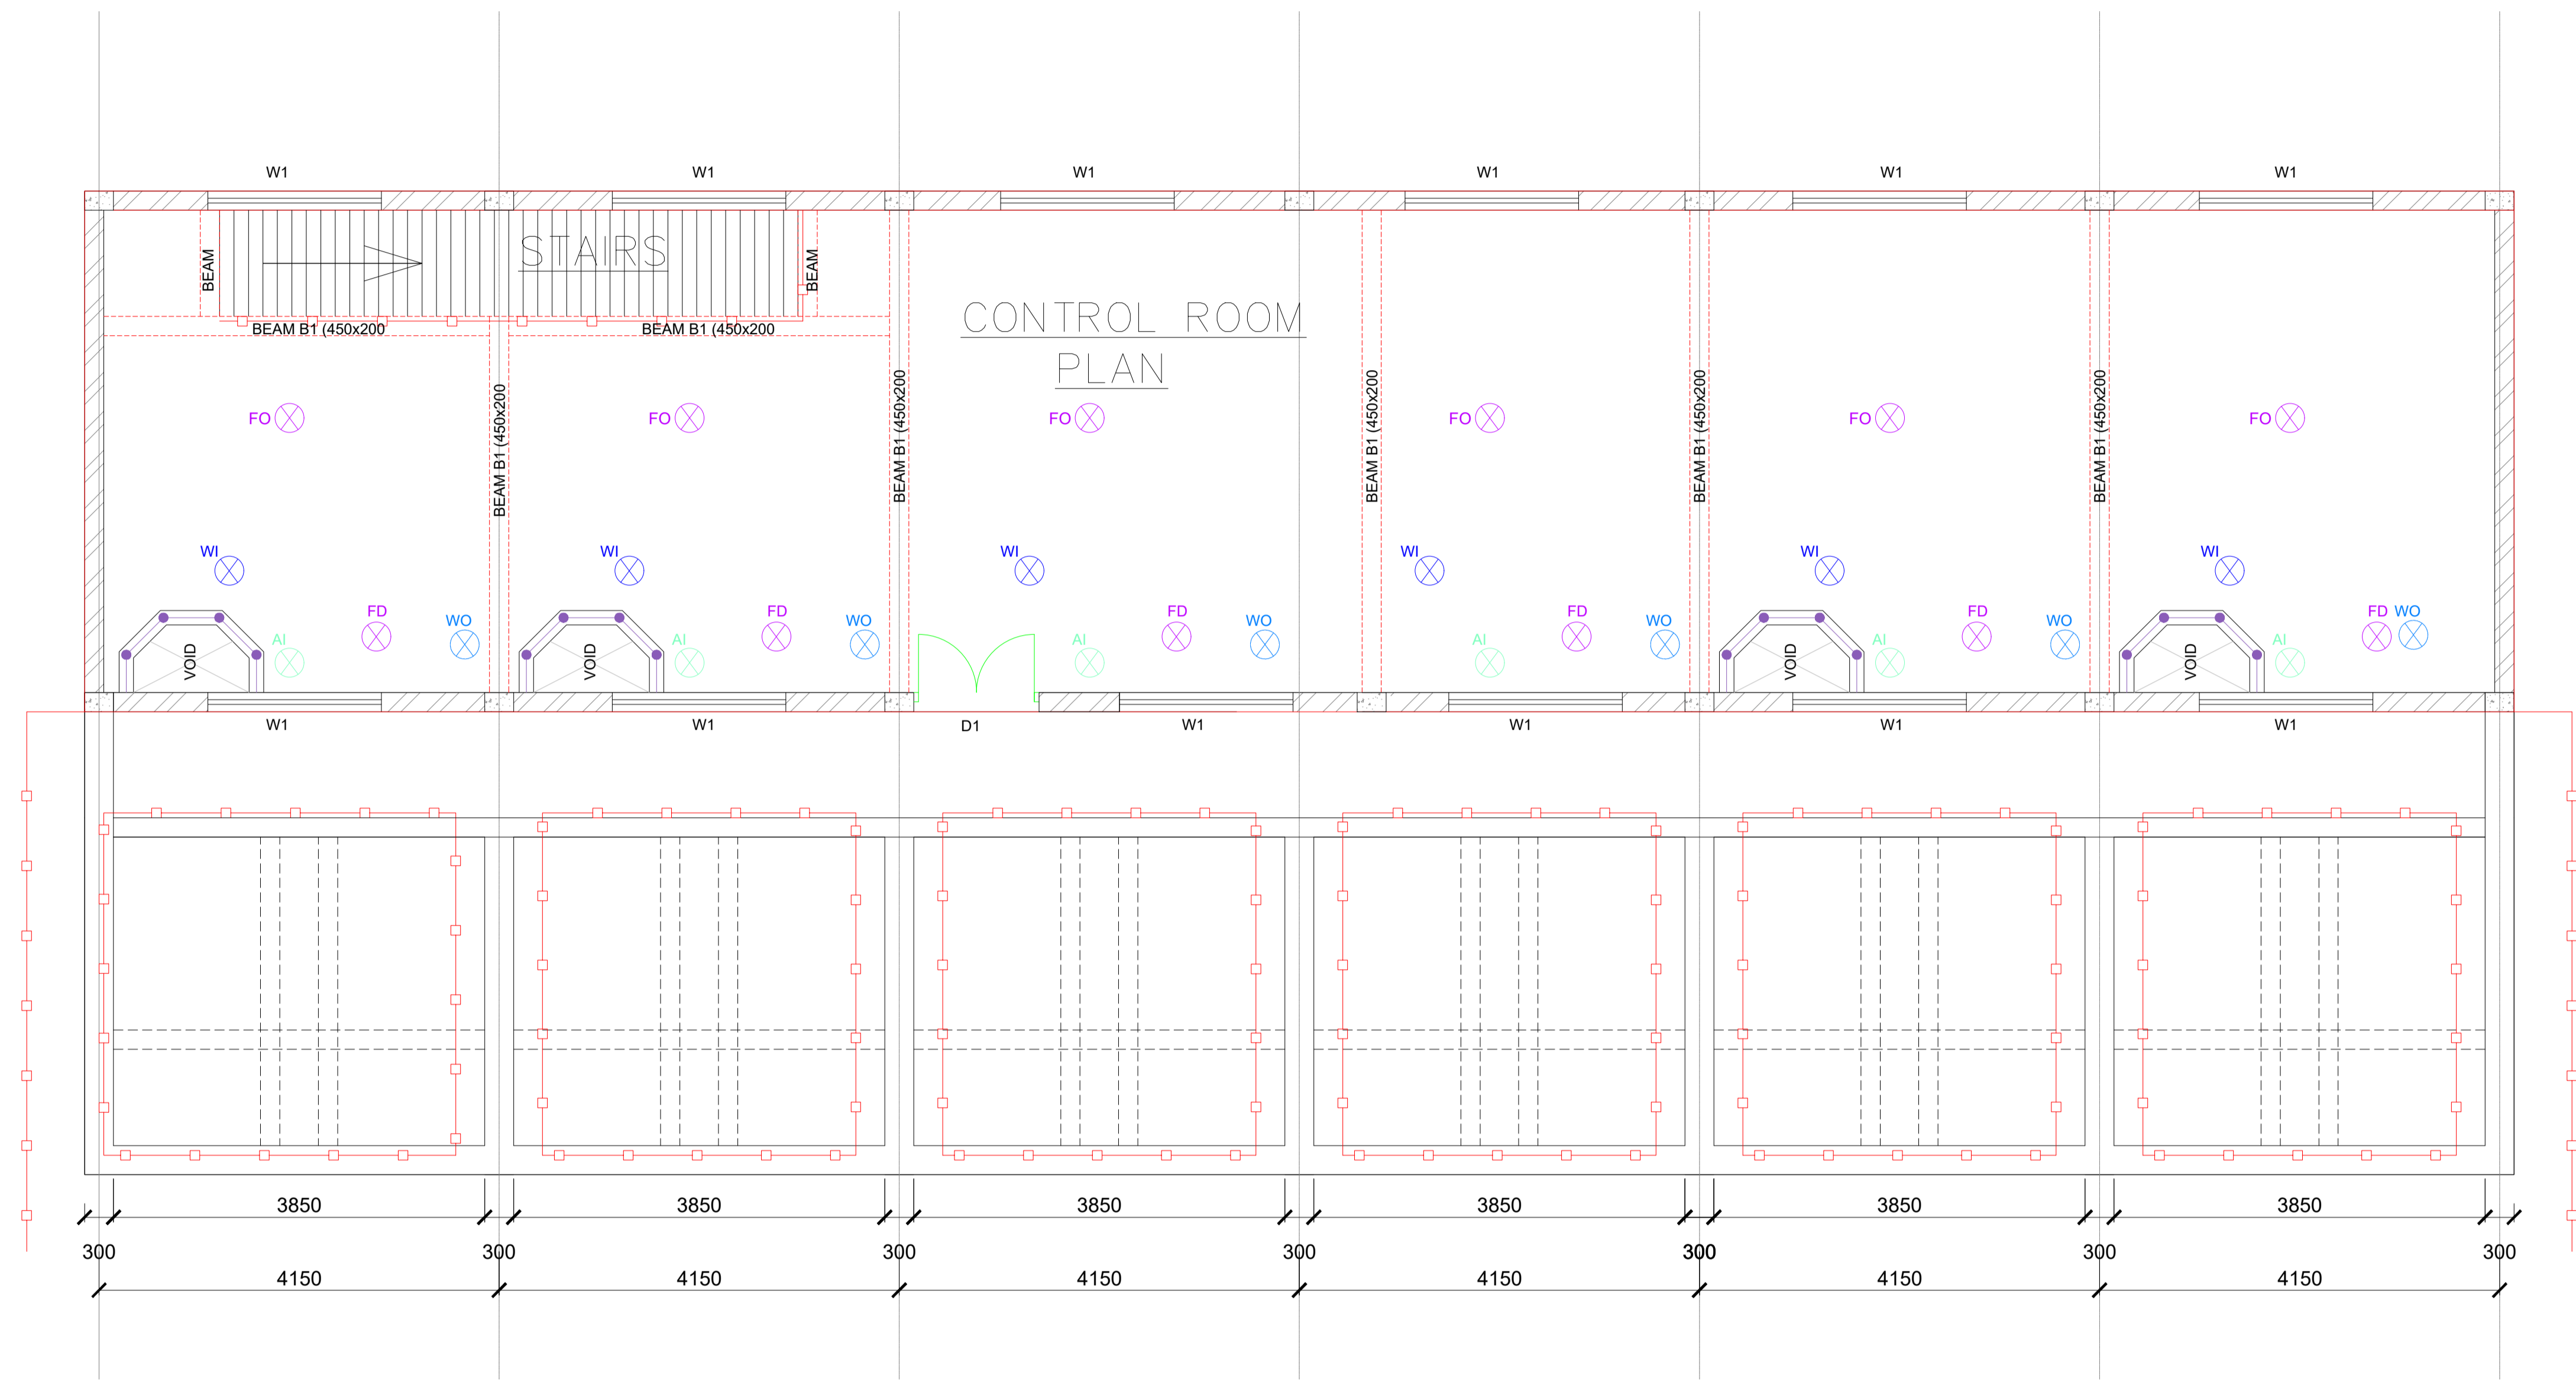 W1 W1 W1 W1 W1 W1
STAIRS
BEAM BEAM
CONTROL ROOM
PLAN
BEAM B1 (450x200 BEAM B1 (450x200
BEAM B1 (450x200 BEAM B1 (450x200 BEAM B1 (450x200 BEAM B1 (450x200 BEAM B1 (450x200
FO FO FO FO FO FO
WI WI WI WI WI WI
FD FD FD FD FD FD WO
WO WO WO WO WO
AI AI AI AI AI AI
VOID VOID VOID VOID
W1 W1 D1 W1 W1 W1 W1
3850 3850 3850 3850 3850 3850
300 300 300 300 300 300 300
4150 4150 4150 4150 4150 4150